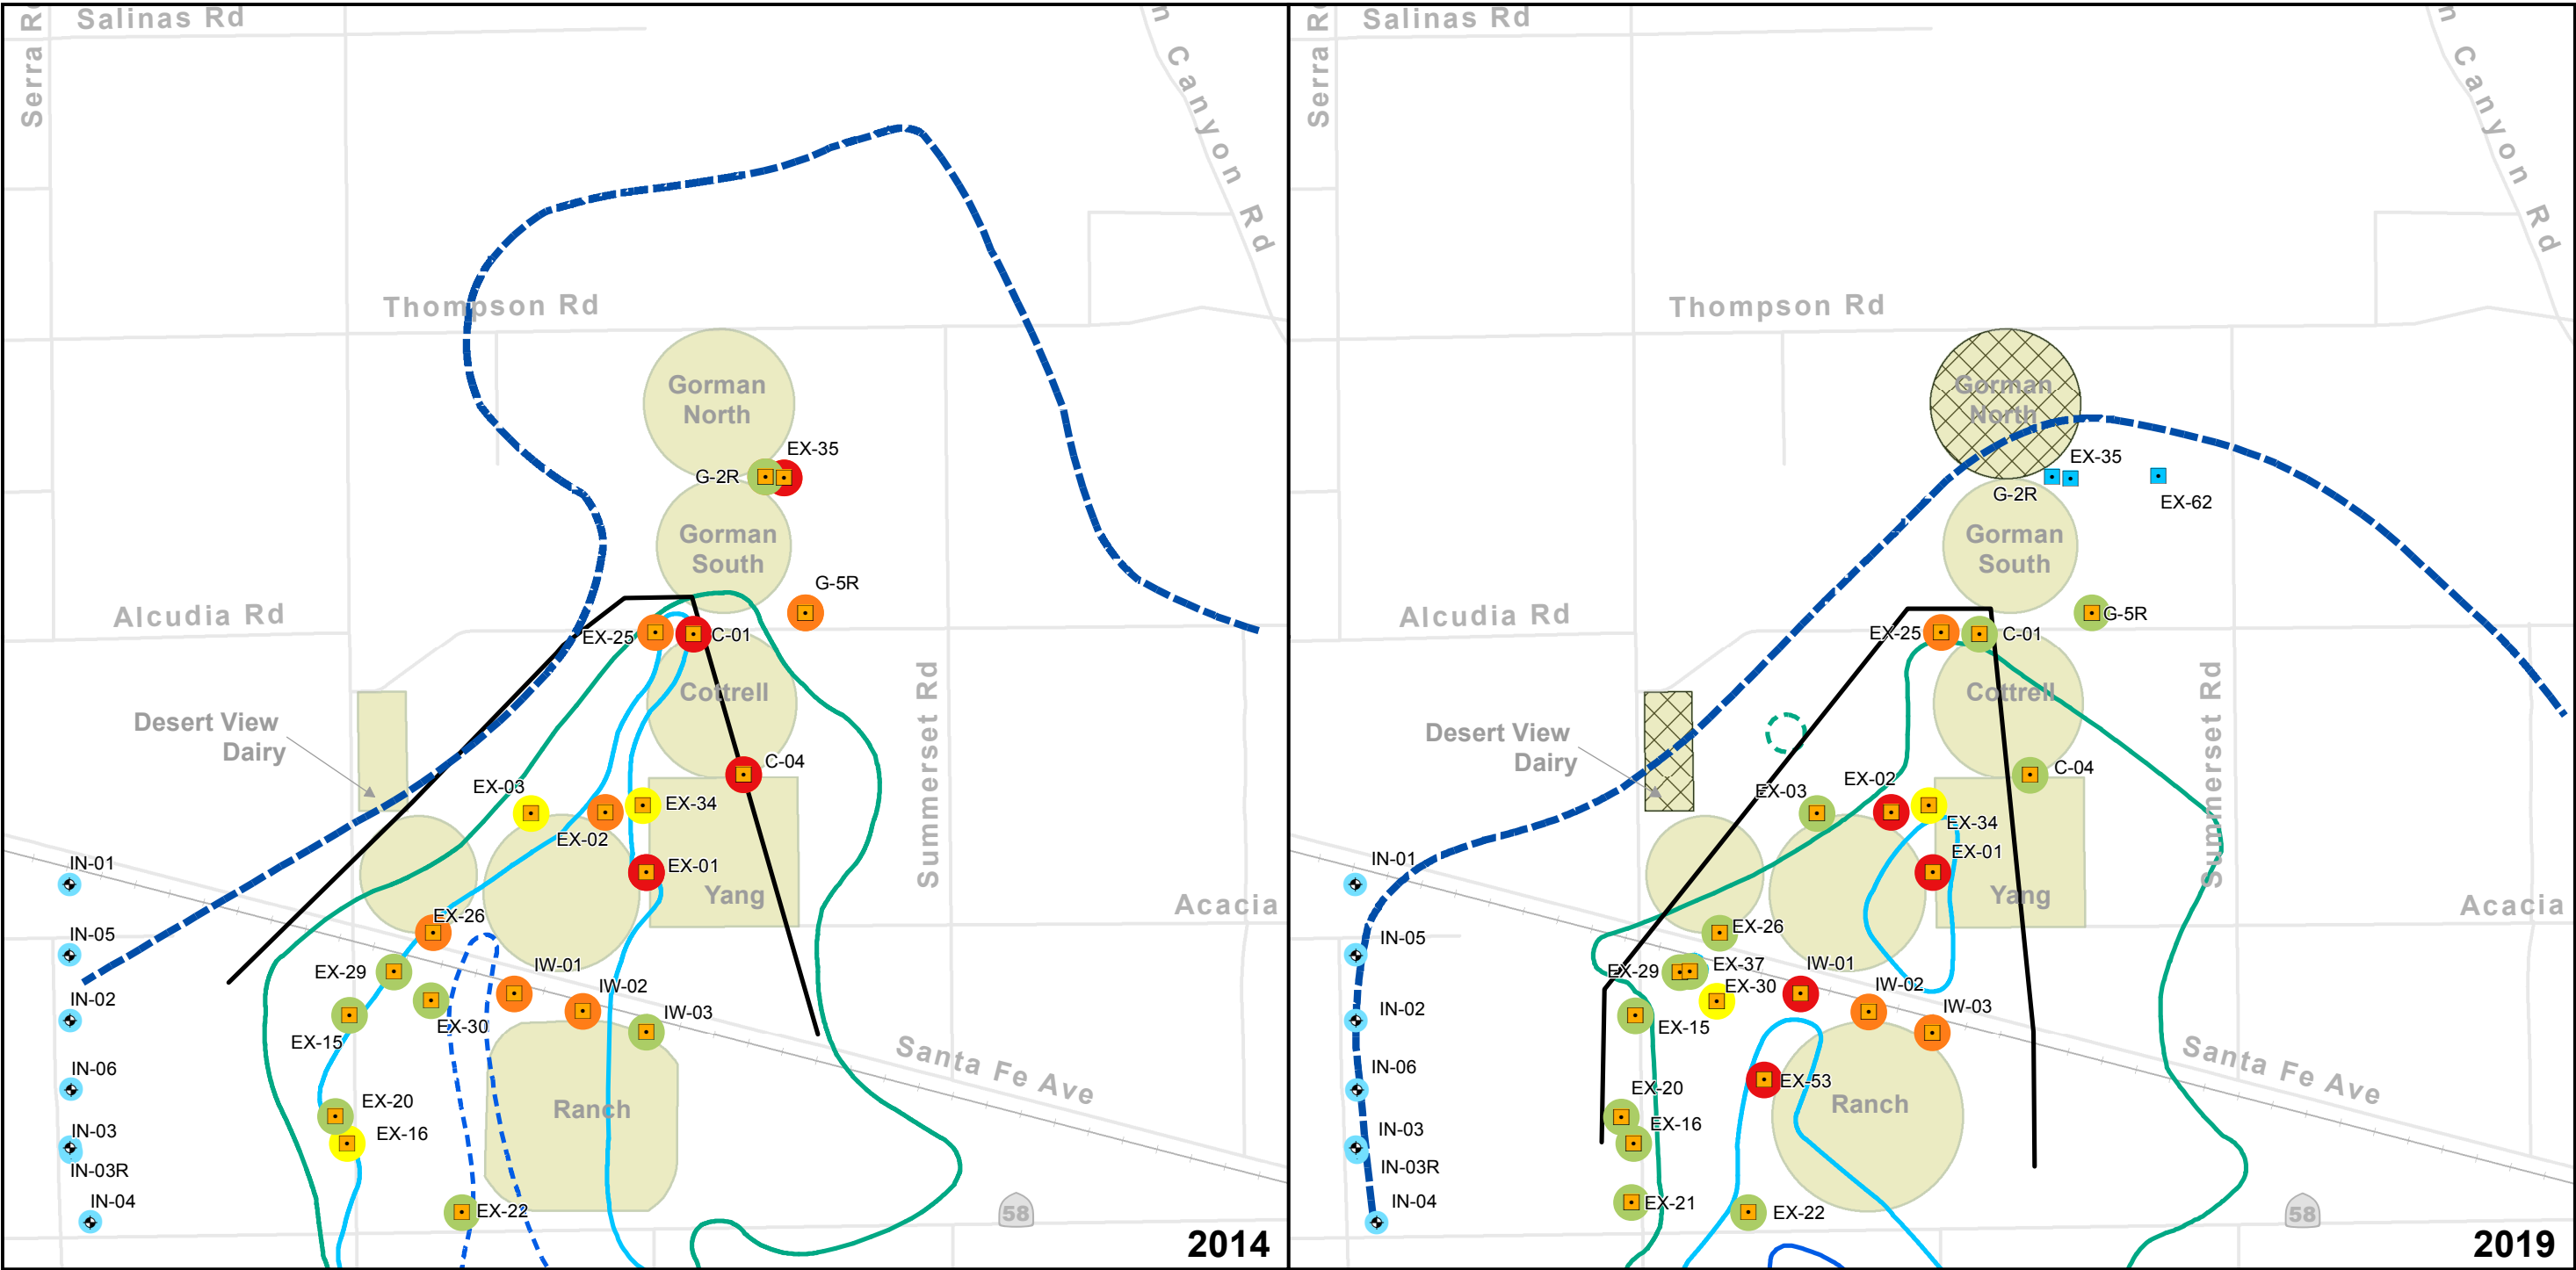 Salinas Rd
Serra R
n Canyon Rd
Thompson Rd
Gorman
North
EX-35
G-2R
Gorman
South
G-5R
Alcudia Rd
EX-25
C-01
Cottrell
Desert View
Dairy
Summerset Rd
C-04
EX-03
EX-34
EX-02
IN-01
EX-01
Yang
Acacia
EX-26
IN-05
EX-29
IW-01
IN-02
IW-02
EX-30
IW-03
EX-15
Santa Fe Ave
IN-06
EX-20
Ranch
IN-03
EX-16
IN-03R
IN-04
EX-22
58
2014
Salinas Rd
Serra R
n Canyon Rd
Thompson Rd
Gorman
North
EX-35
G-2R
EX-62
Gorman
South
G-5R
Alcudia Rd
EX-25
C-01
Cottrell
Desert View
Dairy
Summerset Rd
C-04
EX-02
EX-03
EX-34
IN-01
EX-01
Yang
Acacia
EX-26
IN-05
EX-29
EX-37
IW-01
EX-30
IW-02
IN-02
IW-03
EX-15
Santa Fe Ave
IN-06
EX-53
EX-20
Ranch
EX-16
IN-03
IN-03R
IN-04
EX-21
EX-22
58
2019